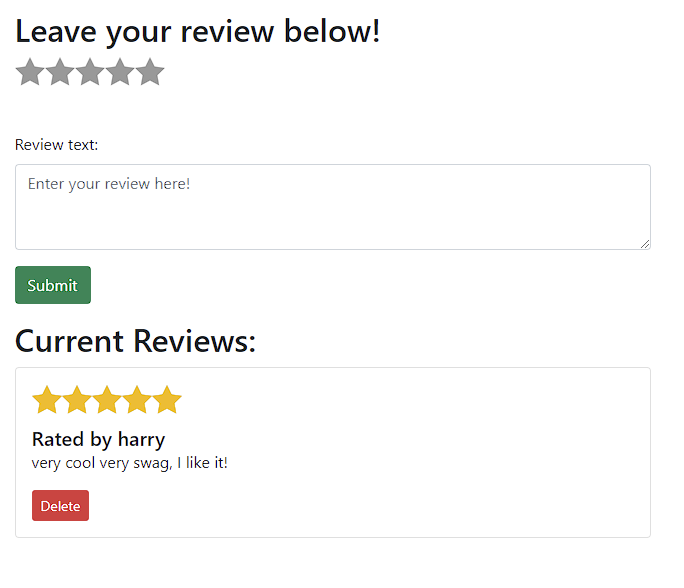 Leave your review below!
Review text:
Enter your review here!
Submit
Current Reviews:
Rated by harry
very cool very swag, I like it!
Delete